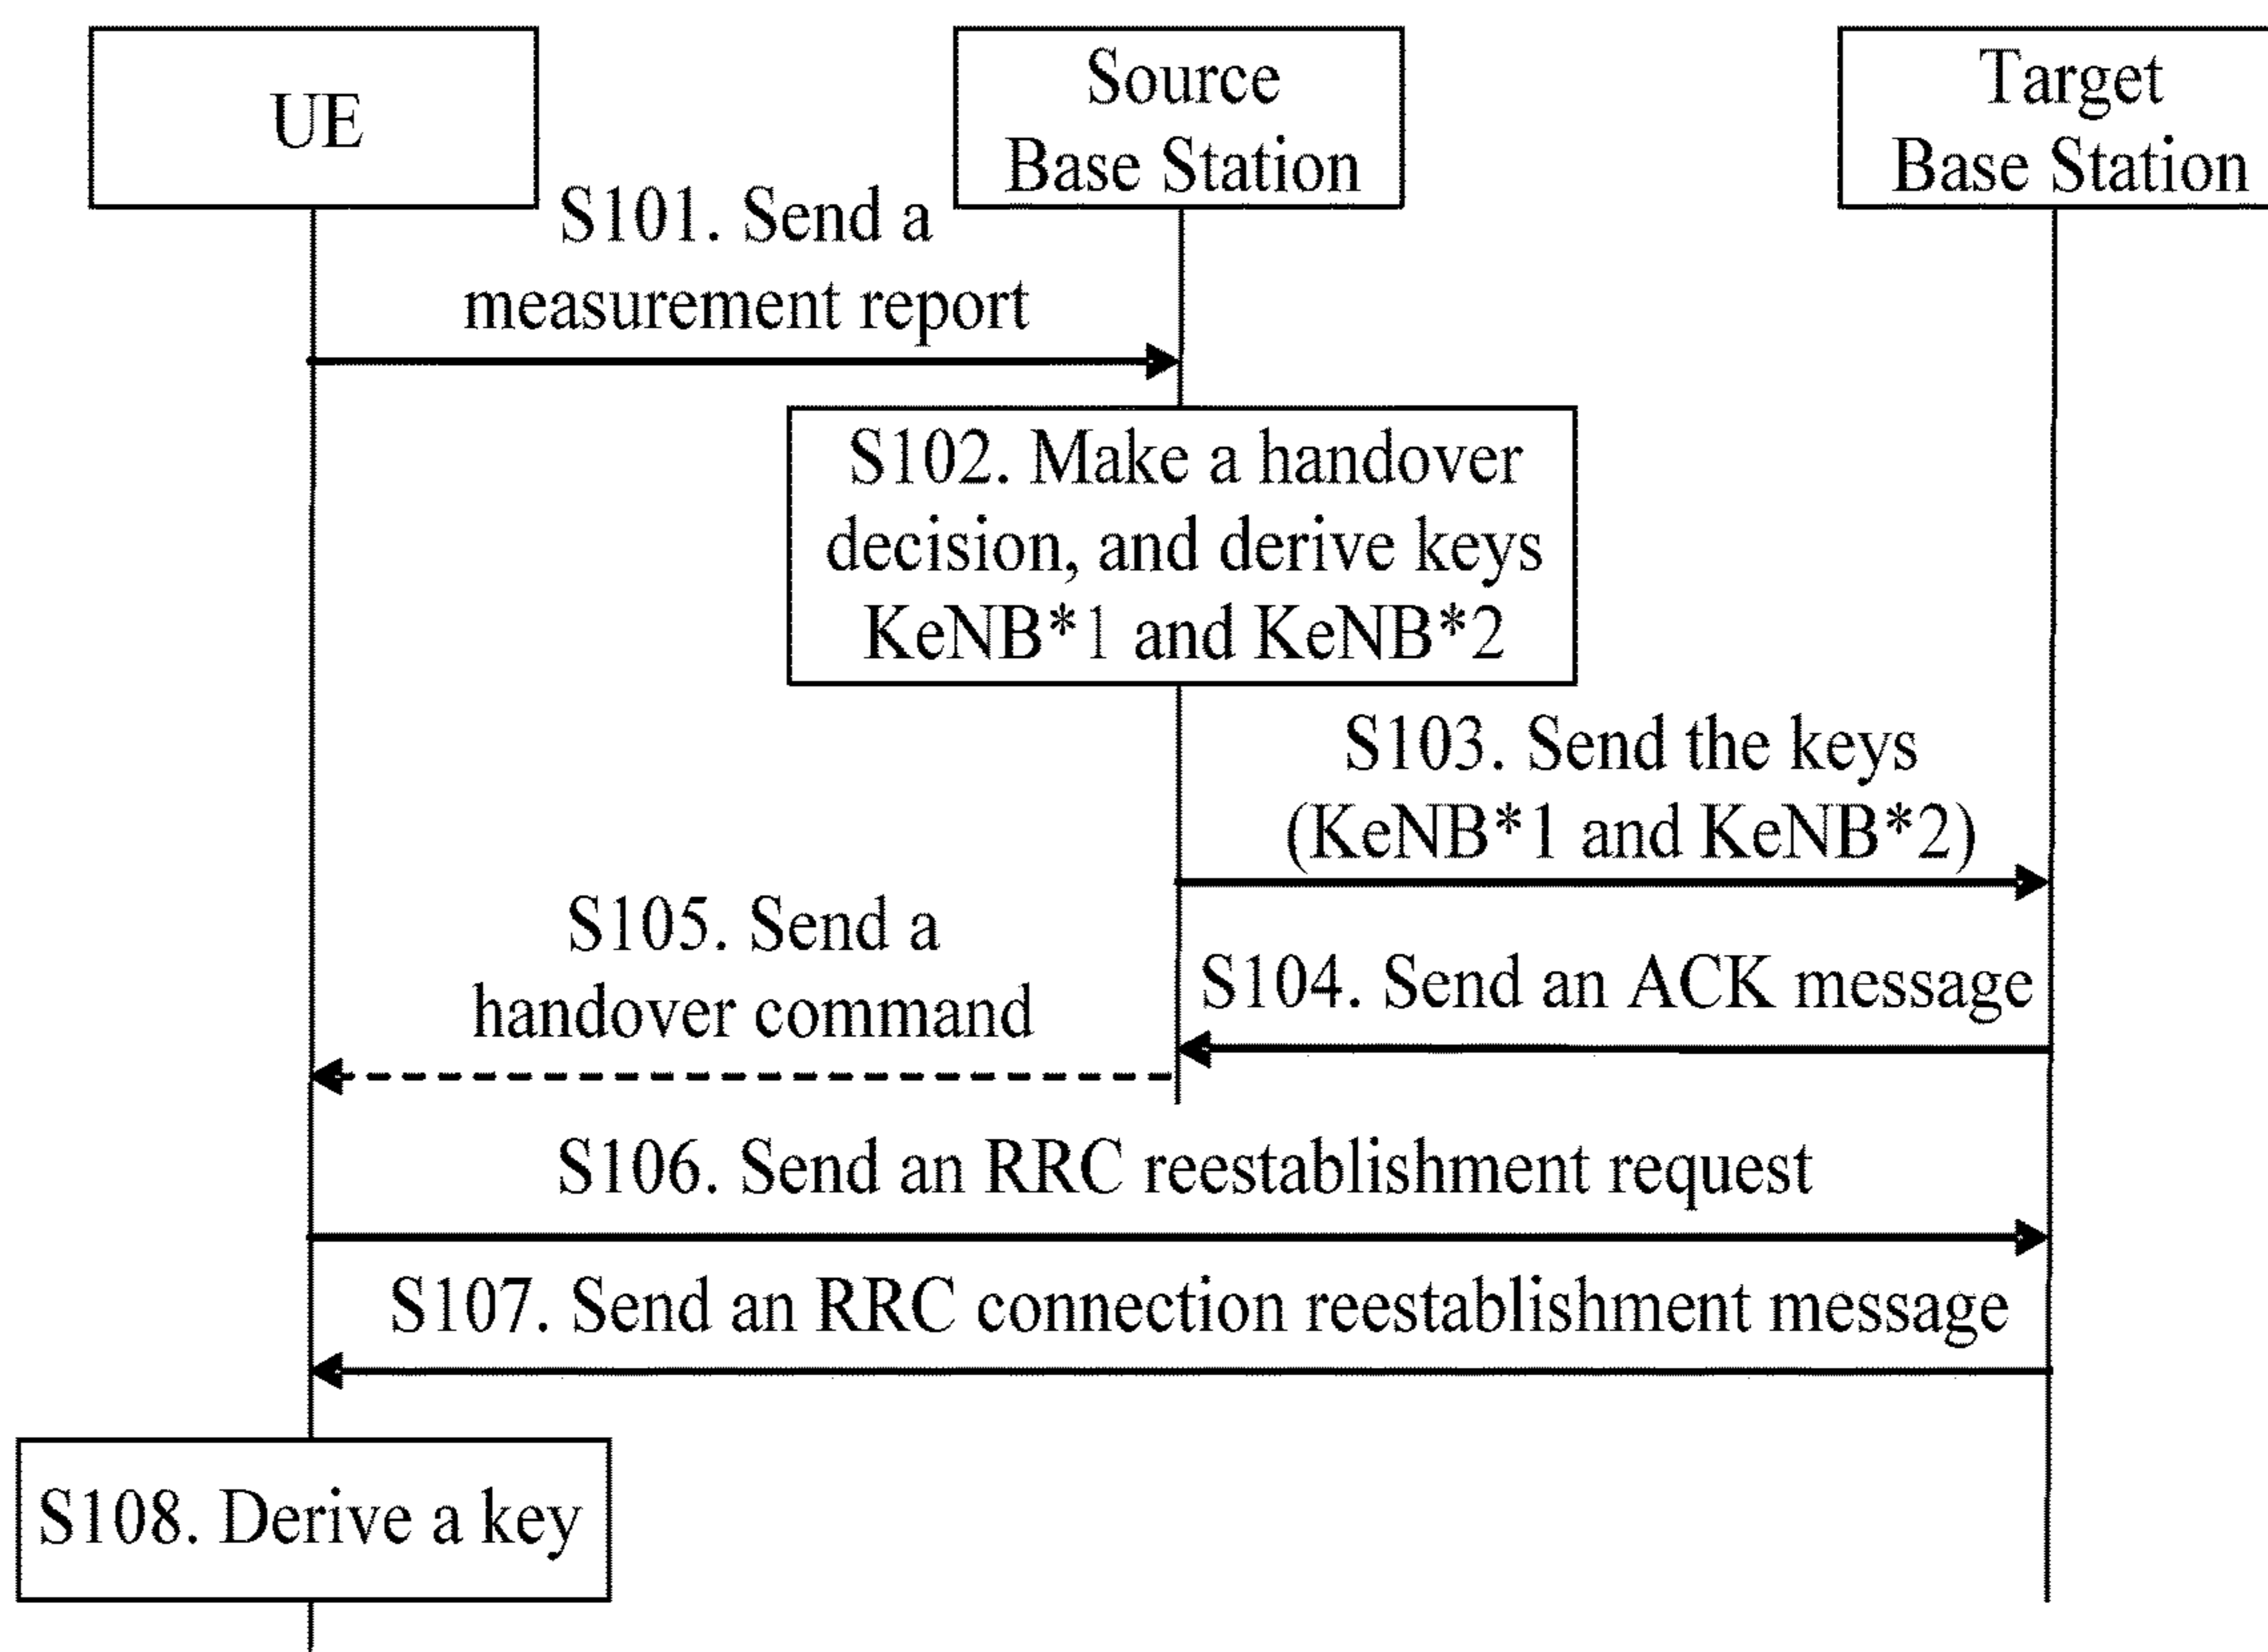 UE
Source
Base Station
Target
Base Station
S101. Send a
measurement report
S102. Make a handover
decision, and derive keys
KeNB*1 and KeNB*2
S103. Send the keys
(KeNB*1 and KeNB*2)
S105. Send a
handover command
S104. Send an ACK message
S106. Send an RRC reestablishment request
S107. Send an RRC connection reestablishment message
S108. Derive a key